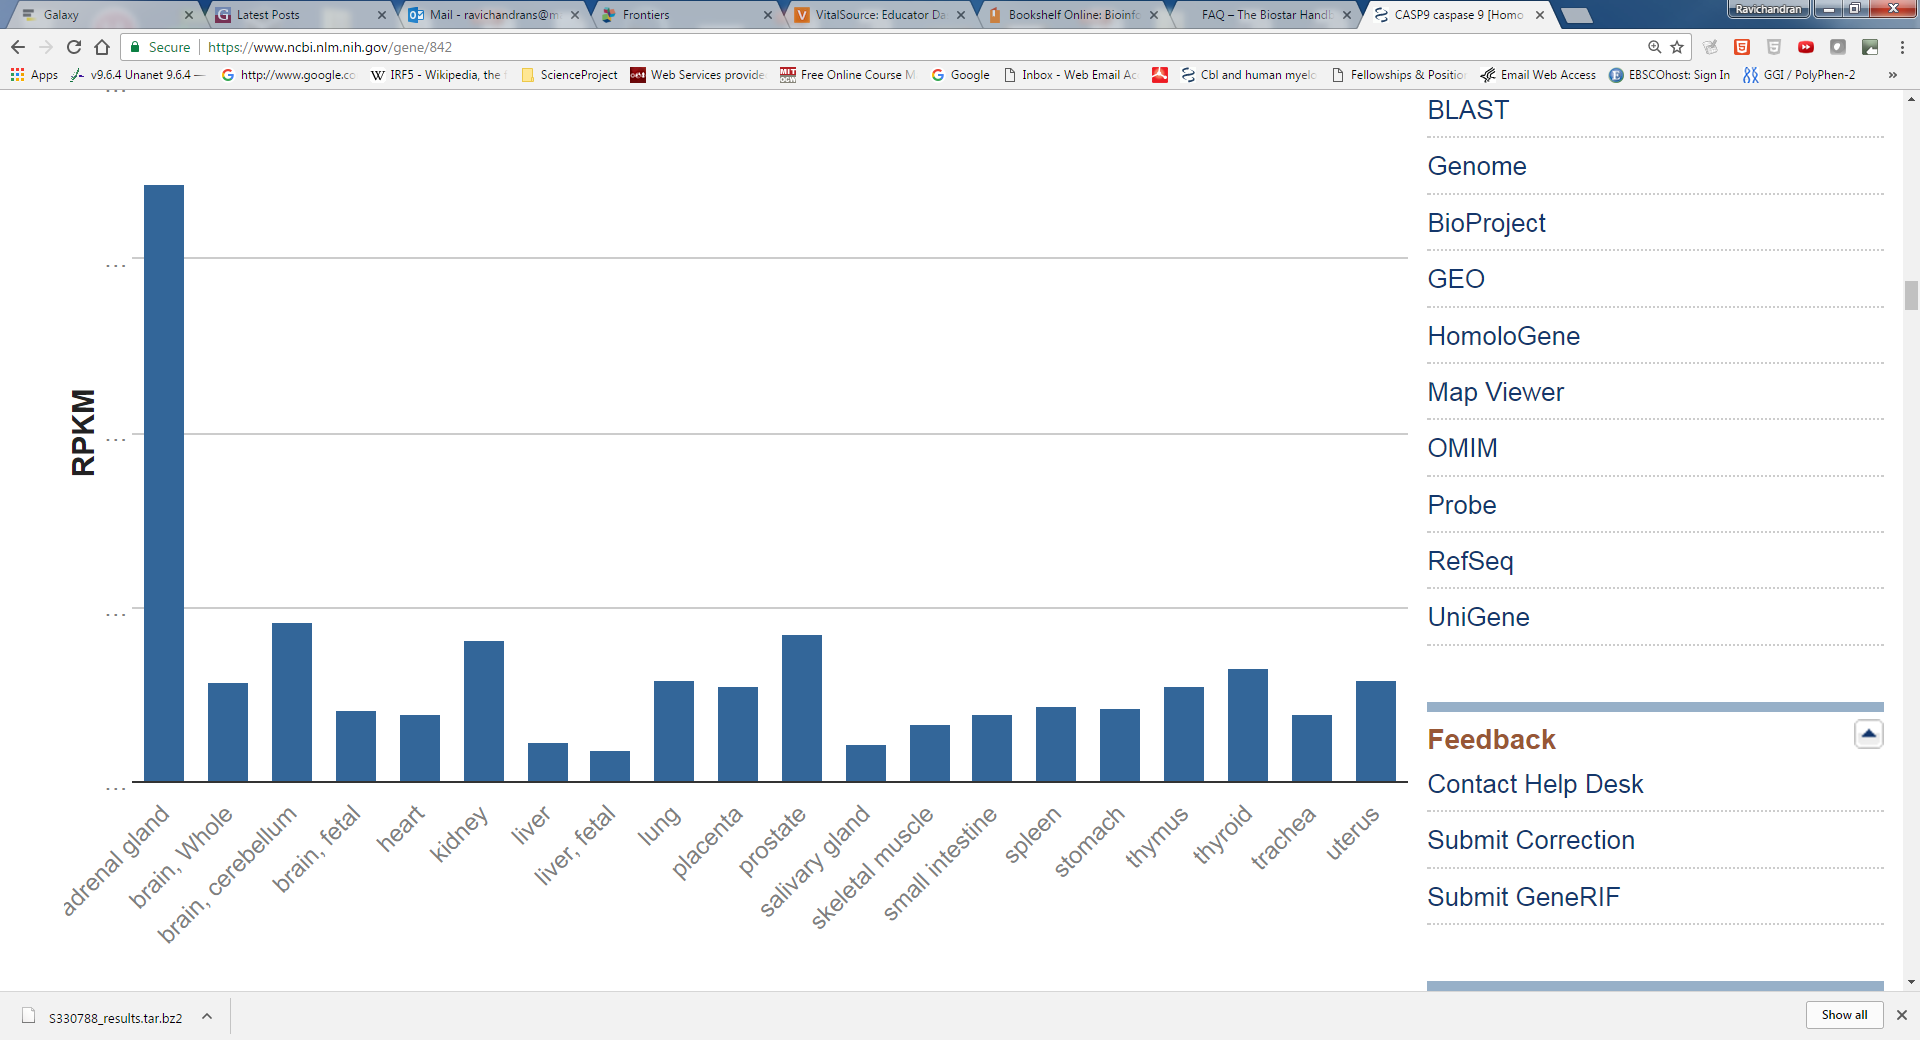 Galaxy
Latest Posts
Mail - ravichandrans@m
Frontiers
VitalSource: Educator Da
Bookshelf Online: Bioinfo
FAQ – The Biostar Handb
CASP9 caspase 9 [Homo
Ravichandran
Secure
https://www.ncbi.nlm.nih.gov/gene/842
Apps
v9.6.4 Unanet 9.6.4 —
http://www.google.co
IRF5 - Wikipedia, the f
ScienceProject
Web Services provide
Free Online Course M
Google
Inbox - Web Email Ac
Cbl and human myelo
Fellowships & Positio
Email Web Access
EBSCOhost: Sign In
GGI / PolyPhen-2
»
...
...
...
...
...
RPKM
adrenal gland
brain, Whole
brain, cerebellum
brain, fetal
heart
kidney
liver
liver, fetal
lung
placenta
prostate
salivary gland
skeletal muscle
small intestine
spleen
stomach
thymus
thyroid
trachea
uterus
BLAST
Genome
BioProject
GEO
HomoloGene
Map Viewer
OMIM
Probe
RefSeq
UniGene
Feedback
Contact Help Desk
Submit Correction
Submit GeneRIF
S330788_results.tar.bz2
Show all